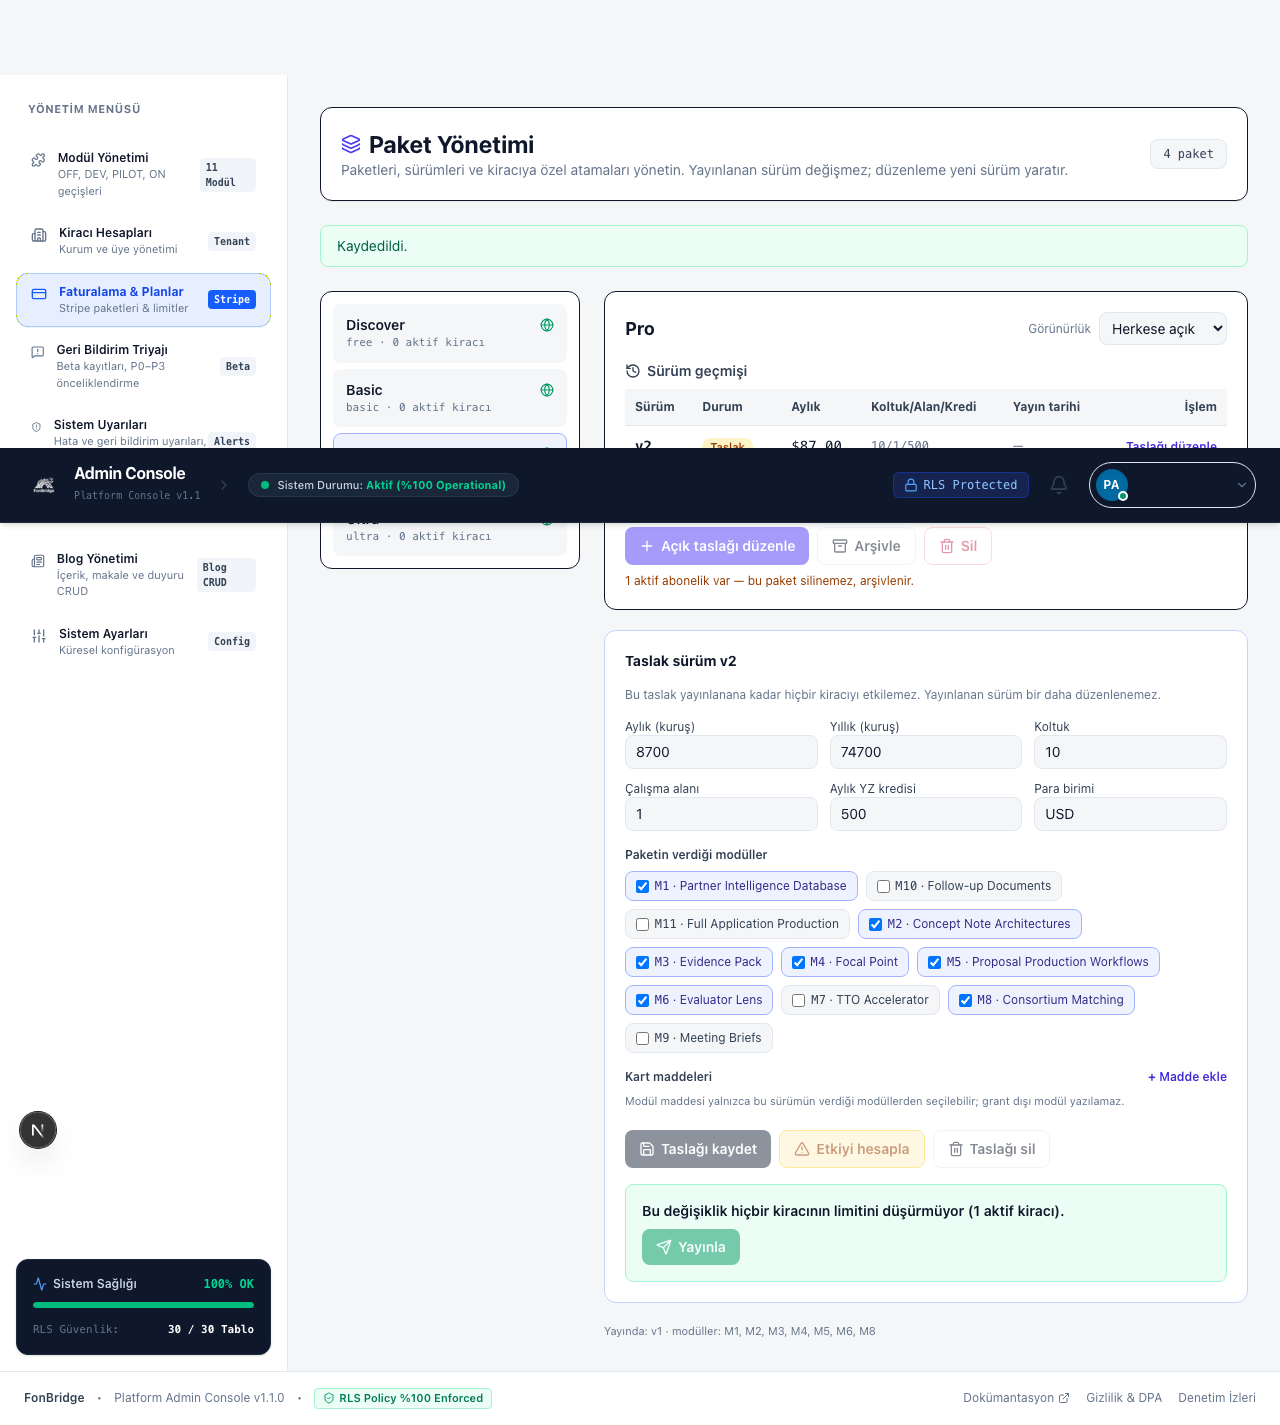 YÖNETİM MENÜSÜ
Modül Yönetimi
OFF, DEV, PILOT, ON
geçişleri
11
Modül
Kiracı Hesapları
Kurum ve üye yönetimi
Tenant
Faturalama & Planlar
Stripe paketleri & limitler
Stripe
Geri Bildirim Triyajı
Beta kayıtları, P0–P3
önceliklendirme
Beta
Sistem Uyarıları
Hata ve geri bildirim uyarıları,
Alerts
Paket Yönetimi
Paketleri, sürümleri ve kiracıya özel atamaları yönetin. Yayınlanan sürüm değişmez; düzenleme yeni sürüm yaratır.
4 paket
Kaydedildi.
Discover
free · 0 aktif kiracı
Basic
basic · 0 aktif kiracı
Pro
Görünürlük
Herkese açık
Sürüm geçmişi
Sürüm Durum Aylık Koltuk/Alan/Kredi Yayın tarihi İşlem
v2 Taslak $87.00 10/1/500 — Taslağı düzenle
Admin Console
Platform Console v1.1
Sistem Durumu: Aktif (%100 Operational)
RLS Protected
PA
ultra · 0 aktif kiracı
Açık taslağı düzenle
Arşivle
Sil
1 aktif abonelik var — bu paket silinemez, arşivlenir.
Blog Yönetimi
İçerik, makale ve duyuru
CRUD
Blog
CRUD
Sistem Ayarları
Küresel konfigürasyon
Config
Taslak sürüm v2
Bu taslak yayınlanana kadar hiçbir kiracıyı etkilemez. Yayınlanan sürüm bir daha düzenlenemez.
Aylık (kuruş) Yıllık (kuruş) Koltuk
8700 74700 10
Çalışma alanı Aylık YZ kredisi Para birimi
1 500 USD
Paketin verdiği modüller
M1 · Partner Intelligence Database
M10 · Follow-up Documents
M11 · Full Application Production
M2 · Concept Note Architectures
M3 · Evidence Pack
M4 · Focal Point
M5 · Proposal Production Workflows
M6 · Evaluator Lens
M7 · TTO Accelerator
M8 · Consortium Matching
M9 · Meeting Briefs
Kart maddeleri
+ Madde ekle
Modül maddesi yalnızca bu sürümün verdiği modüllerden seçilebilir; grant dışı modül yazılamaz.
Taslağı kaydet
Etkiyi hesapla
Taslağı sil
Bu değişiklik hiçbir kiracının limitini düşürmüyor (1 aktif kiracı).
Yayınla
Yayında: v1 · modüller: M1, M2, M3, M4, M5, M6, M8
N
Sistem Sağlığı 100% OK
RLS Güvenlik: 30 / 30 Tablo
FonBridge • Platform Admin Console v1.1.0 • RLS Policy %100 Enforced
Dokümantasyon Gizlilik & DPA Denetim İzleri